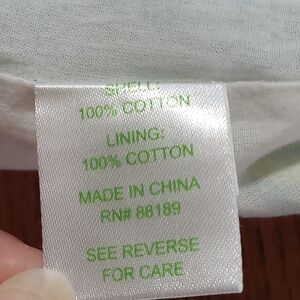 SHELL:
100% COTTON
LINING:
100% COTTON
MADE IN CHINA
RN# 88189
SEE REVERSE
FOR CARE